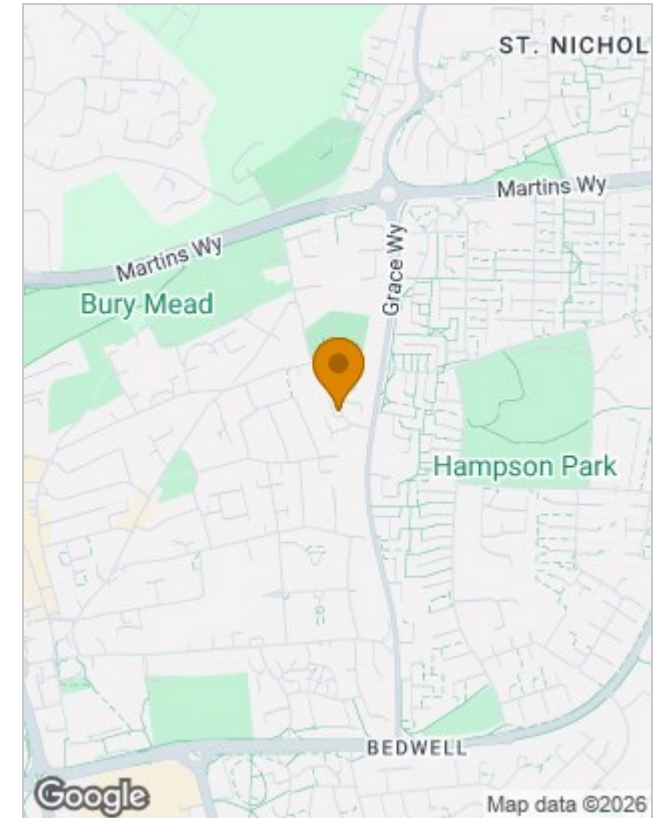 ST. NICHOL
Martins Wy
Martins Wy
Grace Wy
Bury Mead
Hampson Park
BEDWELL
Google
Map data ©2026